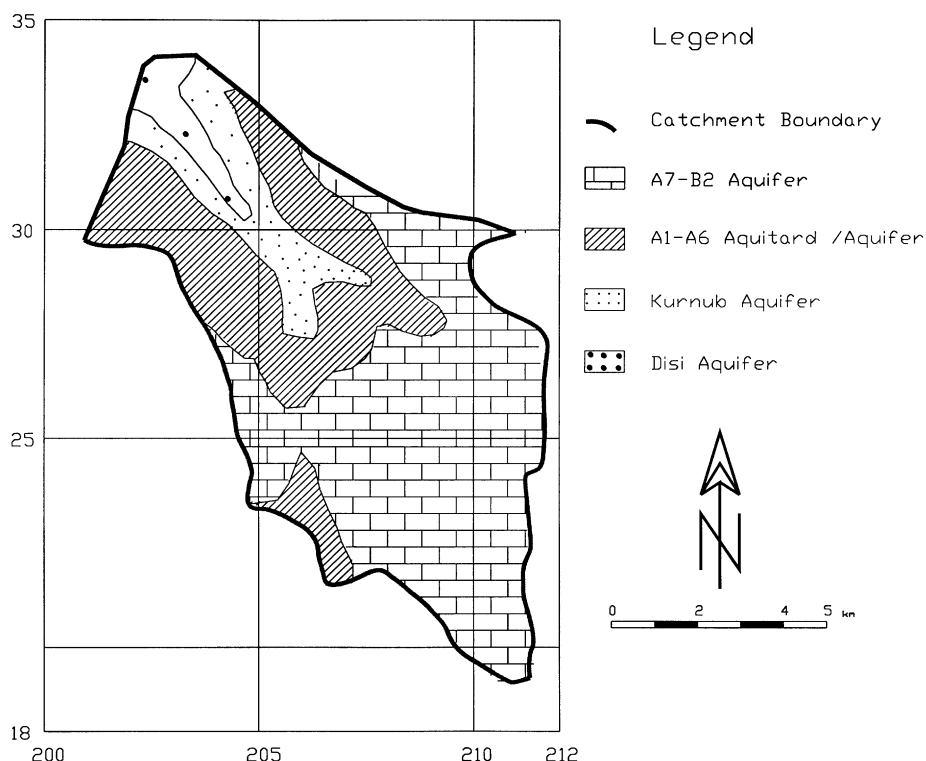 35
30
25
18
200
205
210
212
Legend
Catchment Boundary
A7-B2 Aquifer
A1-A6 Aquitard /Aquifer
Kurnub Aquifer
Disi Aquifer
N
0 2 4 5 km